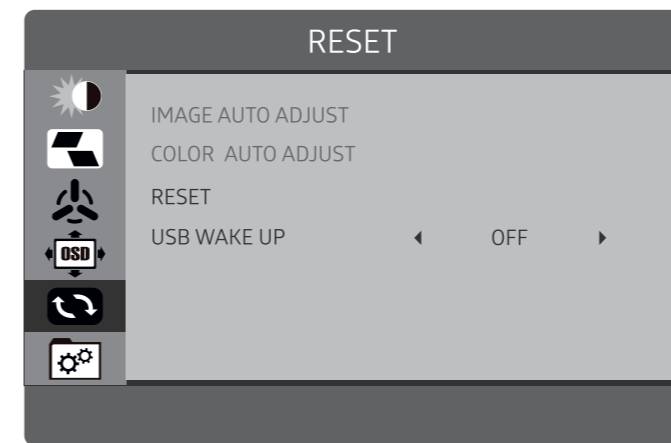 RESET
IMAGE AUTO ADJUST
COLOR AUTO ADJUST
RESET
USB WAKE UP OFF
OSD